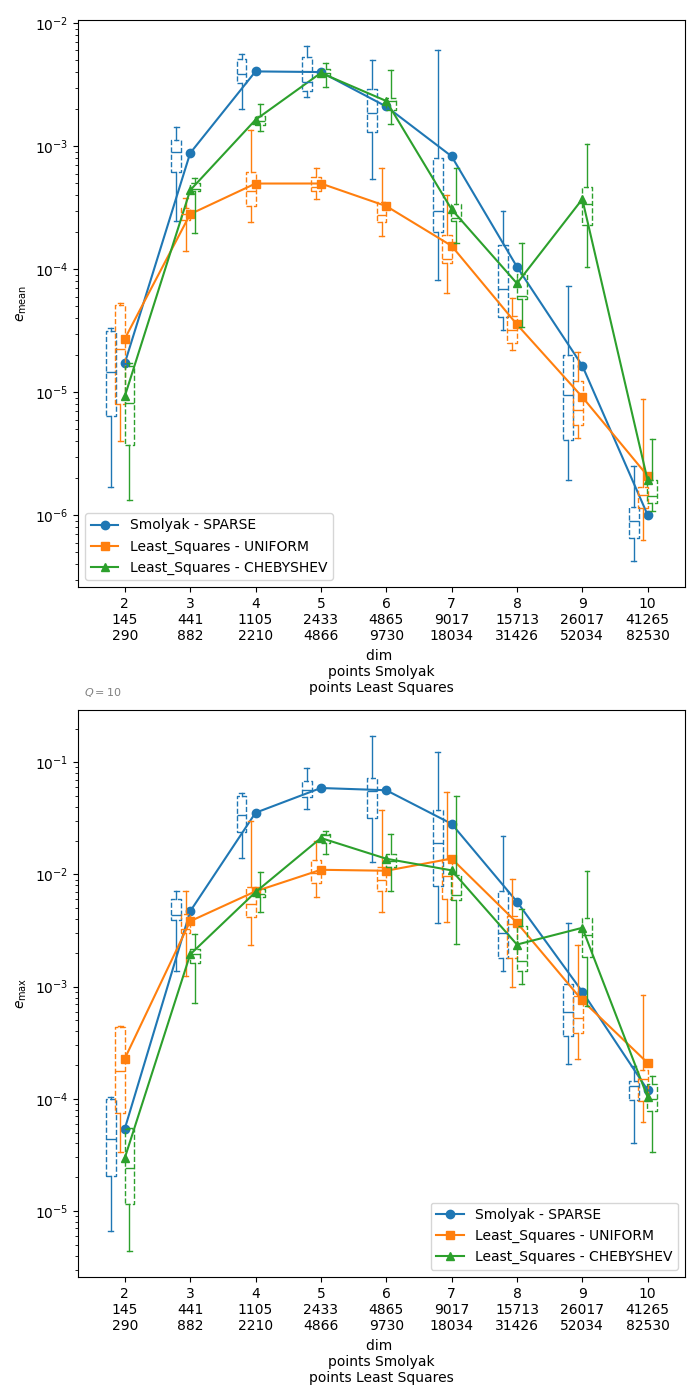 10⁻²
10⁻³
10⁻⁴
10⁻⁵
10⁻⁶
e_mean
Smolyak - SPARSE
Least_Squares - UNIFORM
Least_Squares - CHEBYSHEV
2 3 4 5 6 7 8 9 10
145 441 1105 2433 4865 9017 15713 26017 41265
290 882 2210 4866 9730 18034 31426 52034 82530
dim
points Smolyak
points Least Squares
Q = 10
10⁻¹
10⁻²
10⁻³
10⁻⁴
10⁻⁵
e_max
Smolyak - SPARSE
Least_Squares - UNIFORM
Least_Squares - CHEBYSHEV
2 3 4 5 6 7 8 9 10
145 441 1105 2433 4865 9017 15713 26017 41265
290 882 2210 4866 9730 18034 31426 52034 82530
dim
points Smolyak
points Least Squares